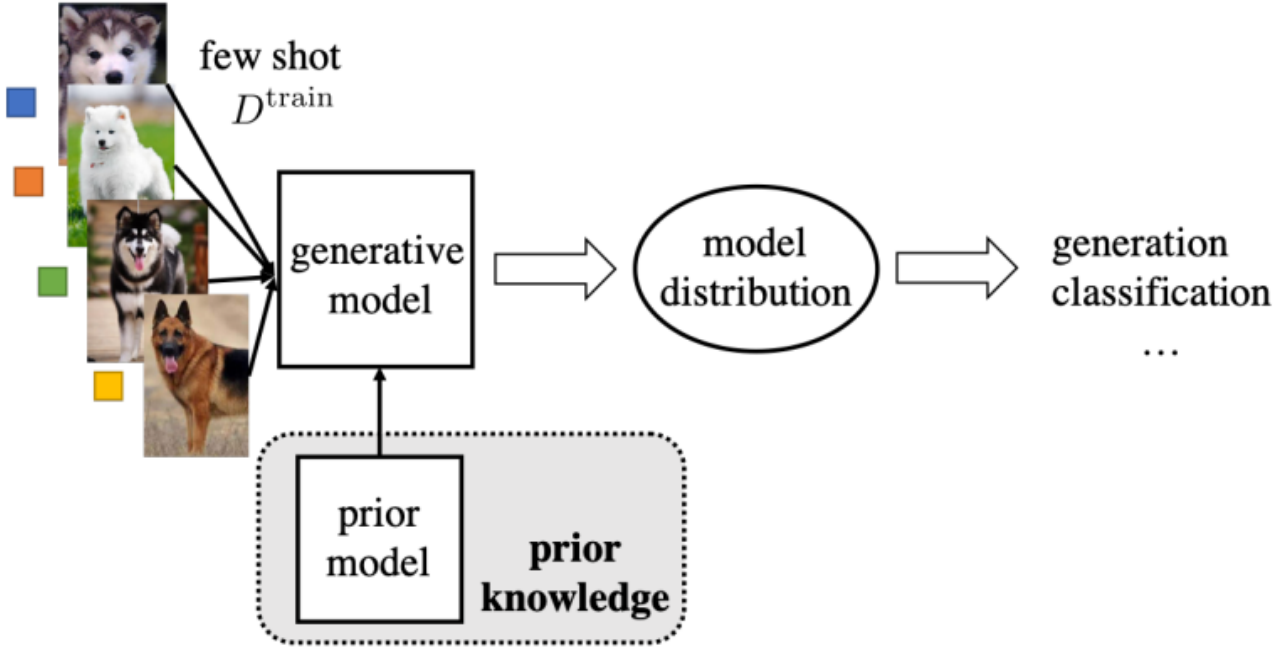 few shot
D^train
generative
model
model
distribution
generation
classification
...
prior
model
prior
knowledge